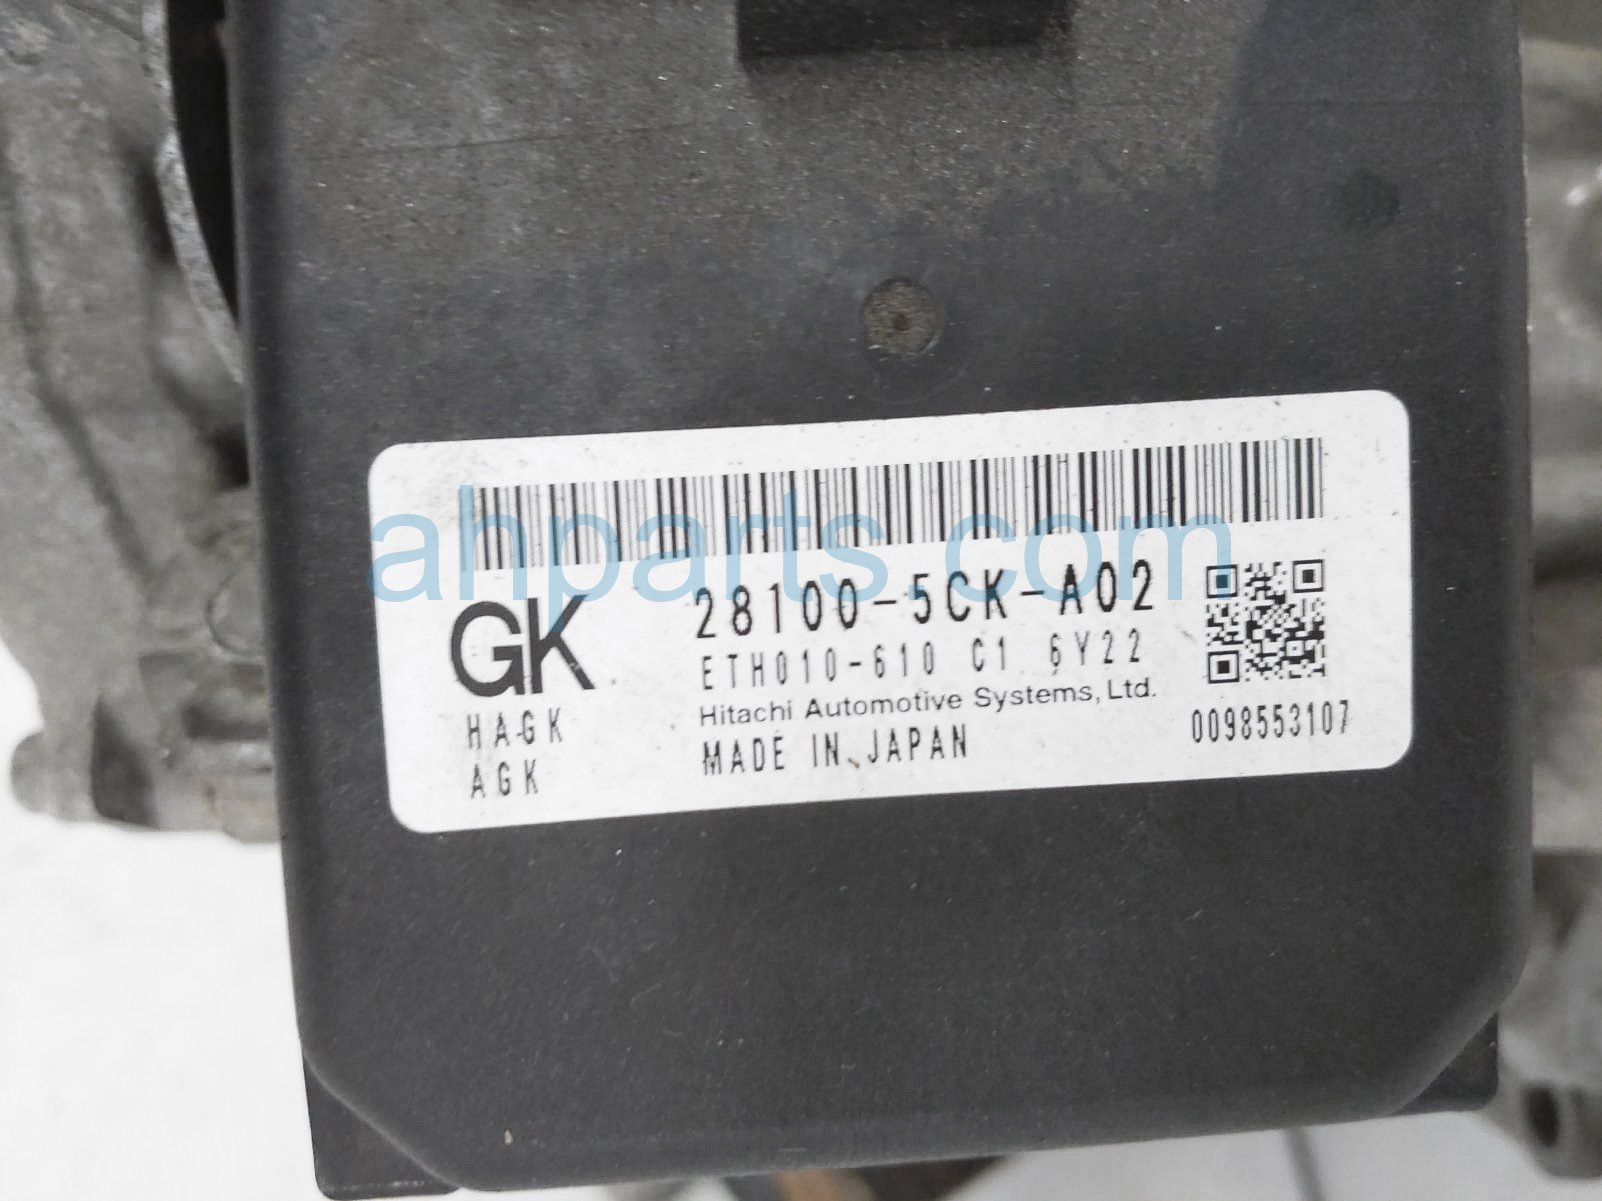 ahparts.com
GK
28100-5CK-A02
ETH010-610 C1 6Y22
Hitachi Automotive Systems, Ltd.
HAGK
MADE IN JAPAN
0098553107
AGK